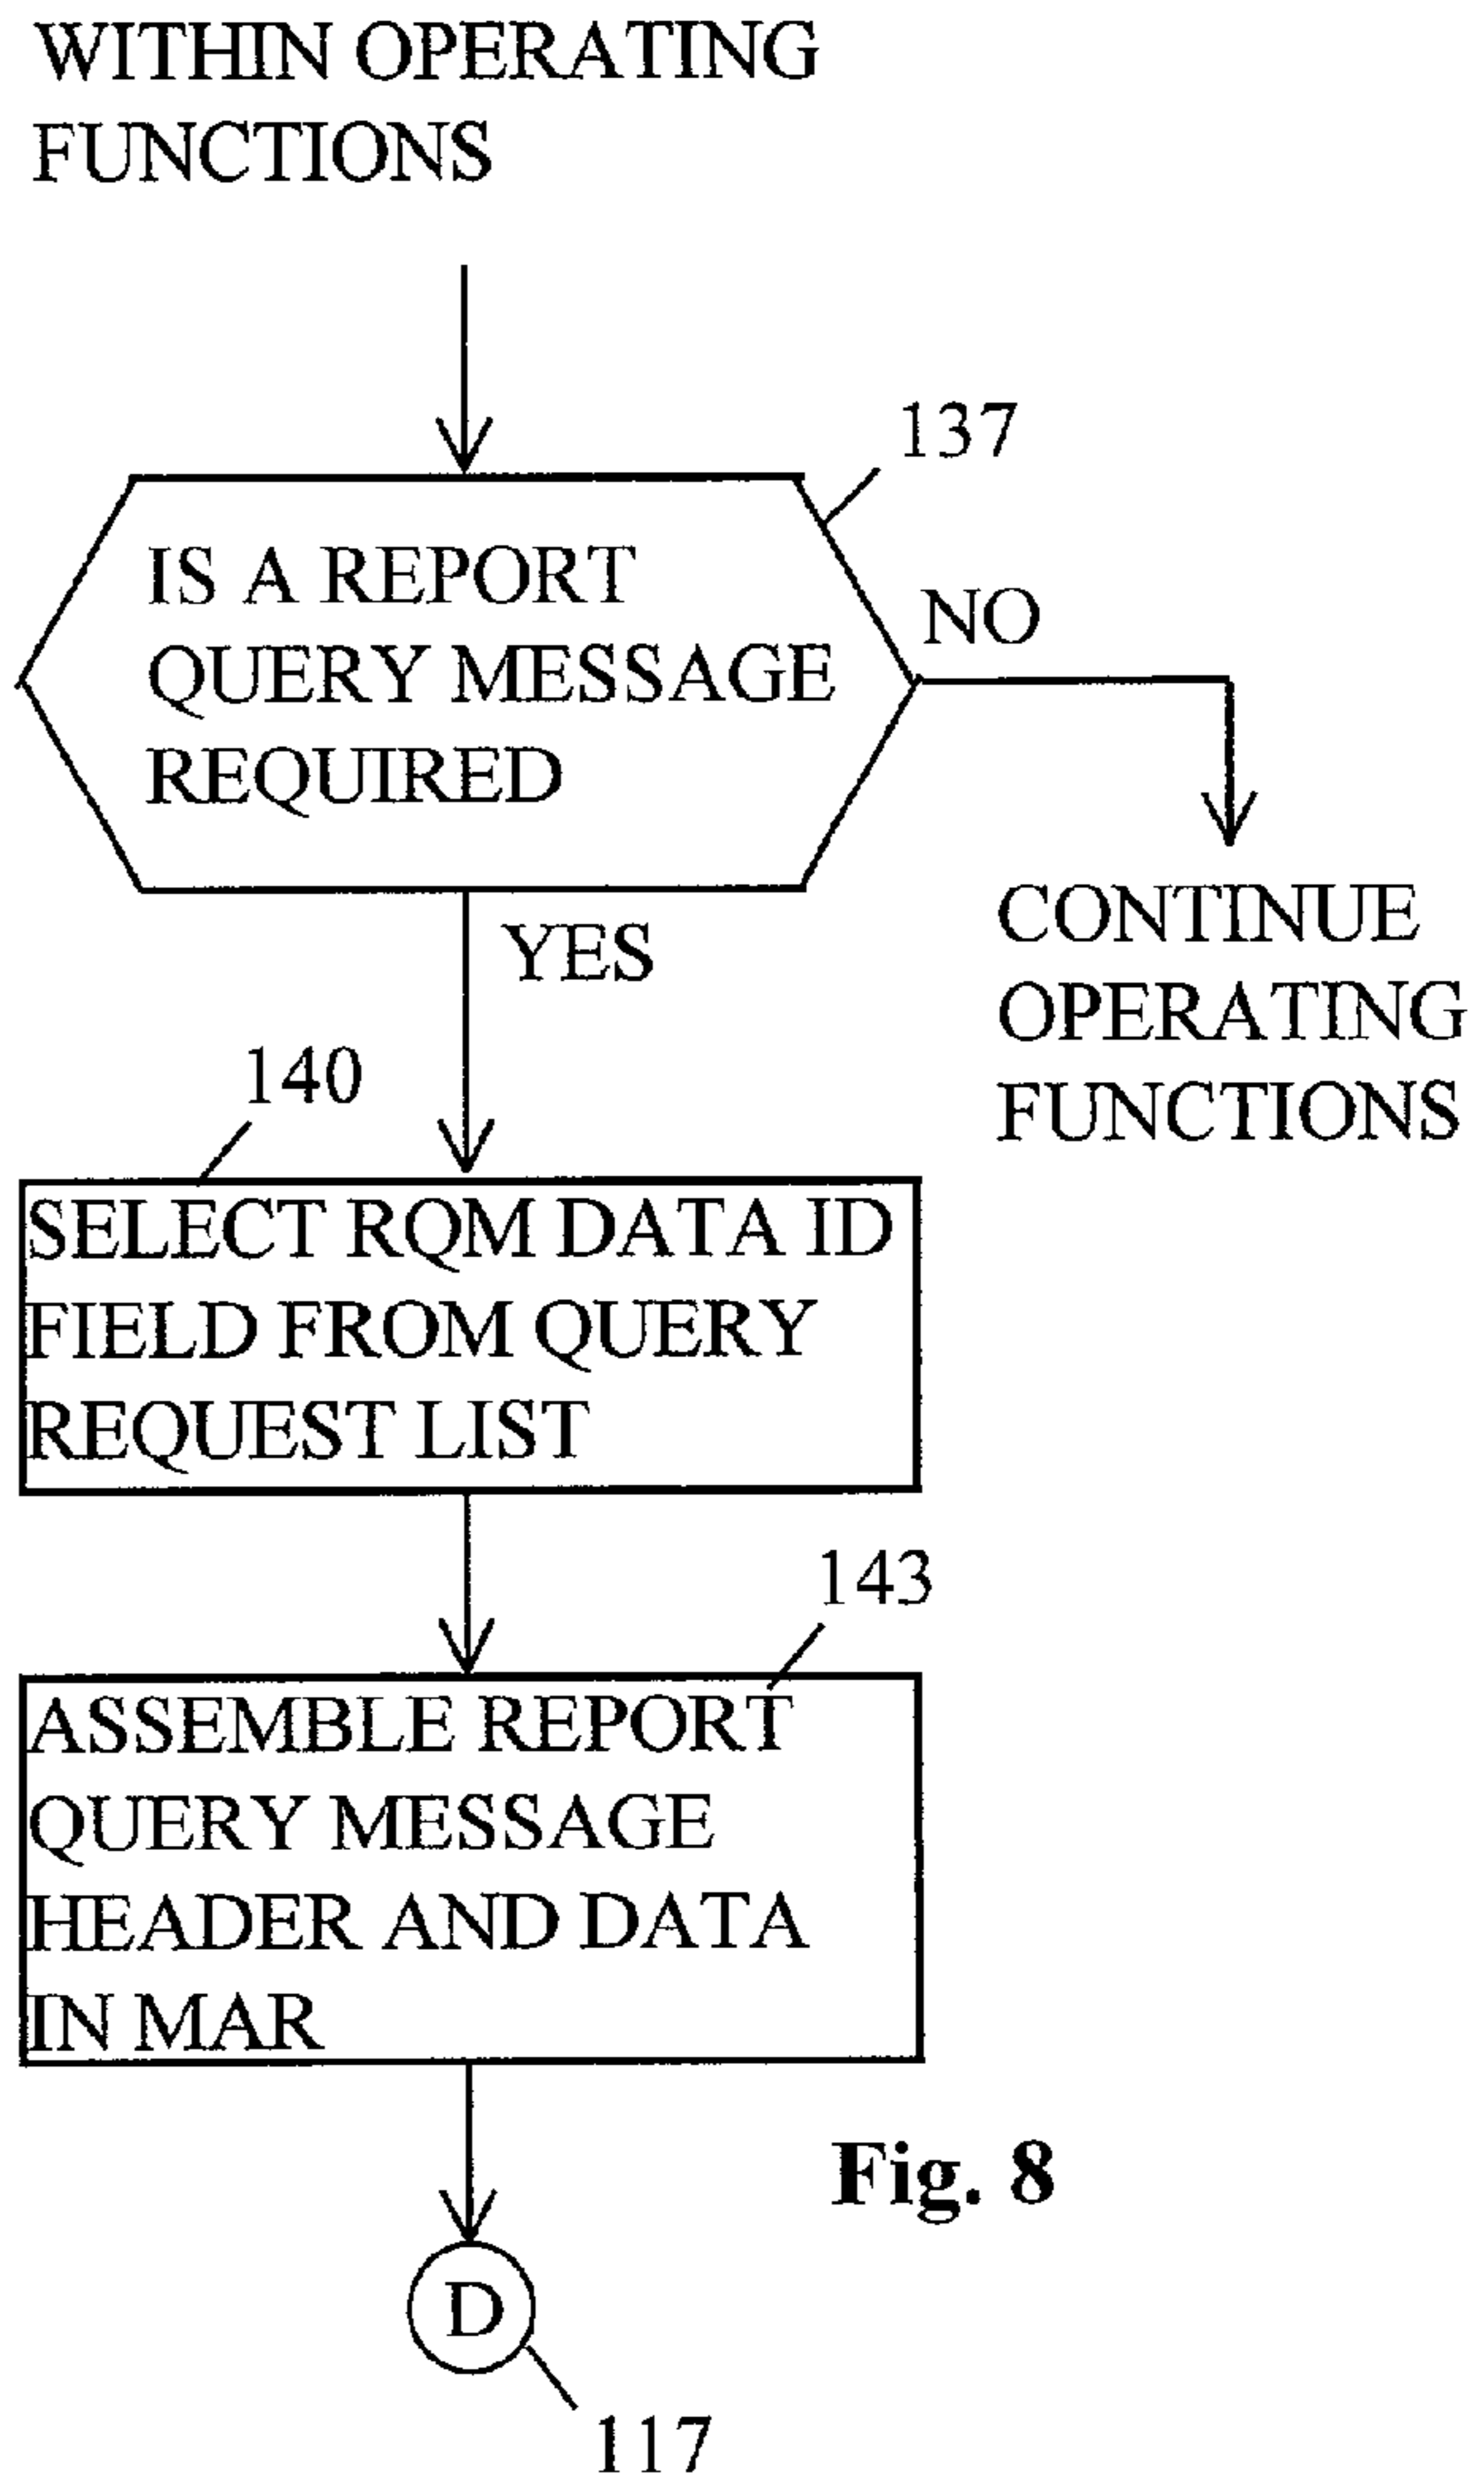 WITHIN OPERATING
FUNCTIONS
137
IS A REPORT
QUERY MESSAGE
REQUIRED
NO
YES
CONTINUE
OPERATING
FUNCTIONS
140
SELECT RQM DATA ID
FIELD FROM QUERY
REQUEST LIST
143
ASSEMBLE REPORT
QUERY MESSAGE
HEADER AND DATA
IN MAR
Fig. 8
D
117